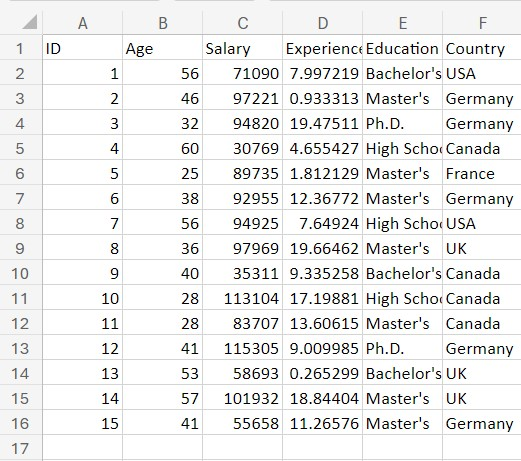 A B C D E F
1 ID Age Salary Experience Education Country
2 1 56 71090 7.997219 Bachelor's USA
3 2 46 97221 0.933313 Master's Germany
4 3 32 94820 19.47511 Ph.D. Germany
5 4 60 30769 4.655427 High Scho Canada
6 5 25 89735 1.812129 Master's France
7 6 38 92955 12.36772 Master's Germany
8 7 56 94925 7.64924 High Scho USA
9 8 36 97969 19.66462 Master's UK
10 9 40 35311 9.335258 Bachelor's Canada
11 10 28 113104 17.19881 High Scho Canada
12 11 28 83707 13.60615 Master's Canada
13 12 41 115305 9.009985 Ph.D. Germany
14 13 53 58693 0.265299 Bachelor's UK
15 14 57 101932 18.84404 Master's UK
16 15 41 55658 11.26576 Master's Germany
17